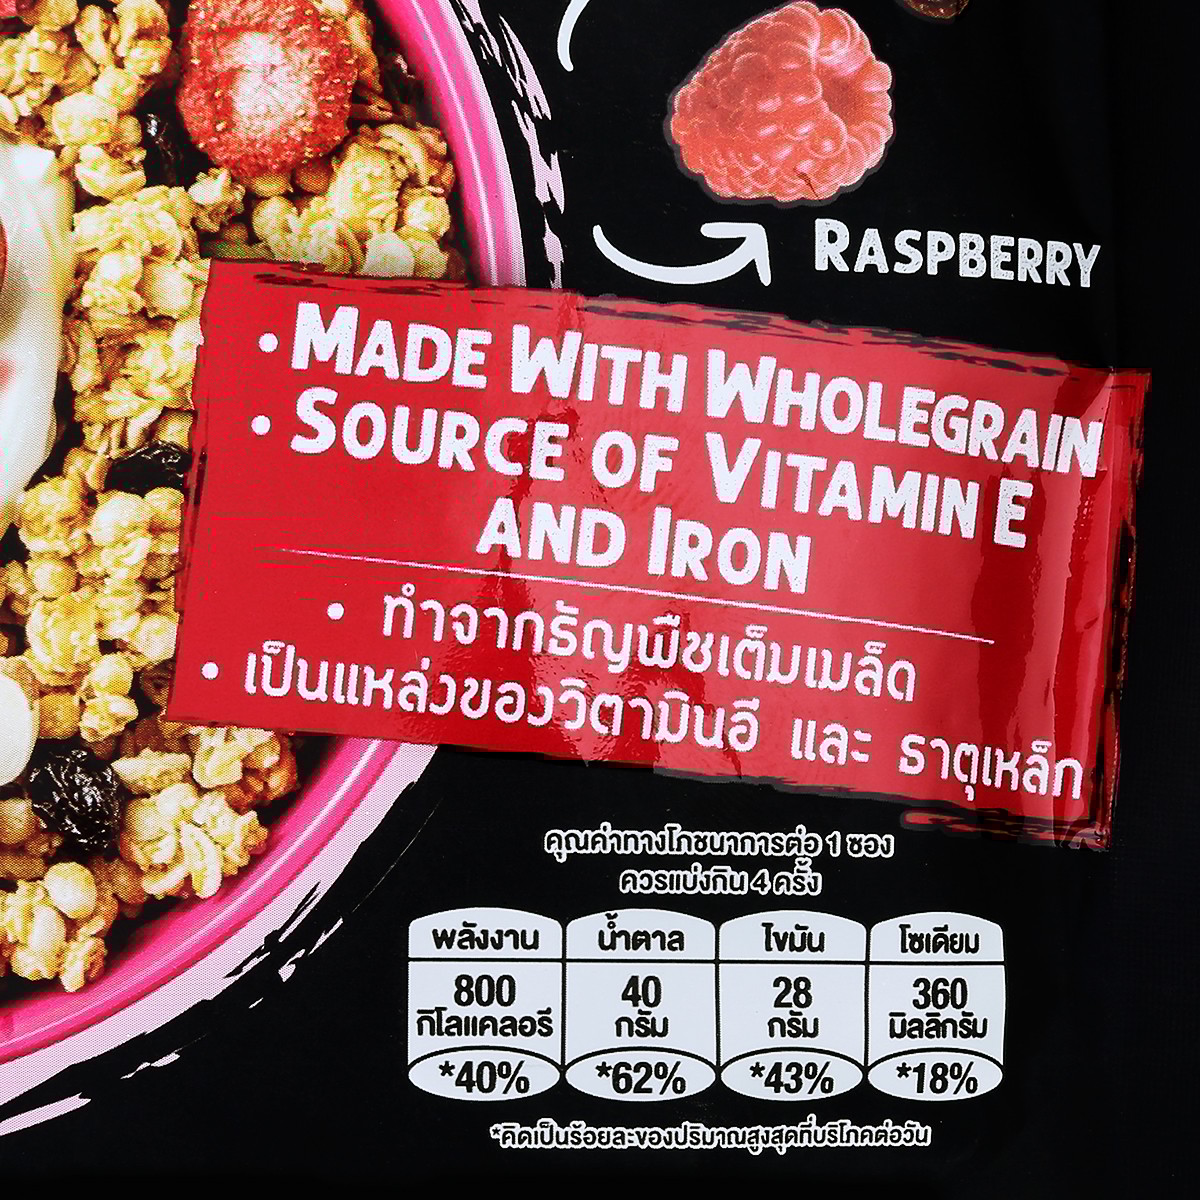 RASPBERRY
• MADE WITH WHOLEGRAIN
• SOURCE OF VITAMIN E
AND IRON
• ทำจากธัญพืชเต็มเมล็ด
• เป็นแหล่งของวิตามินอี และ ธาตุเหล็ก
คุณค่าทางโภชนาการต่อ 1 ซอง
ควรแบ่งกิน 4 ครั้ง
พลังงาน น้ำตาล ไขมัน โซเดียม
800 40 28 360
กิโลแคลอรี กรัม กรัม มิลลิกรัม
*40% *62% *43% *18%
*คิดเป็นร้อยละของปริมาณสูงสุดที่บริโภคต่อวัน